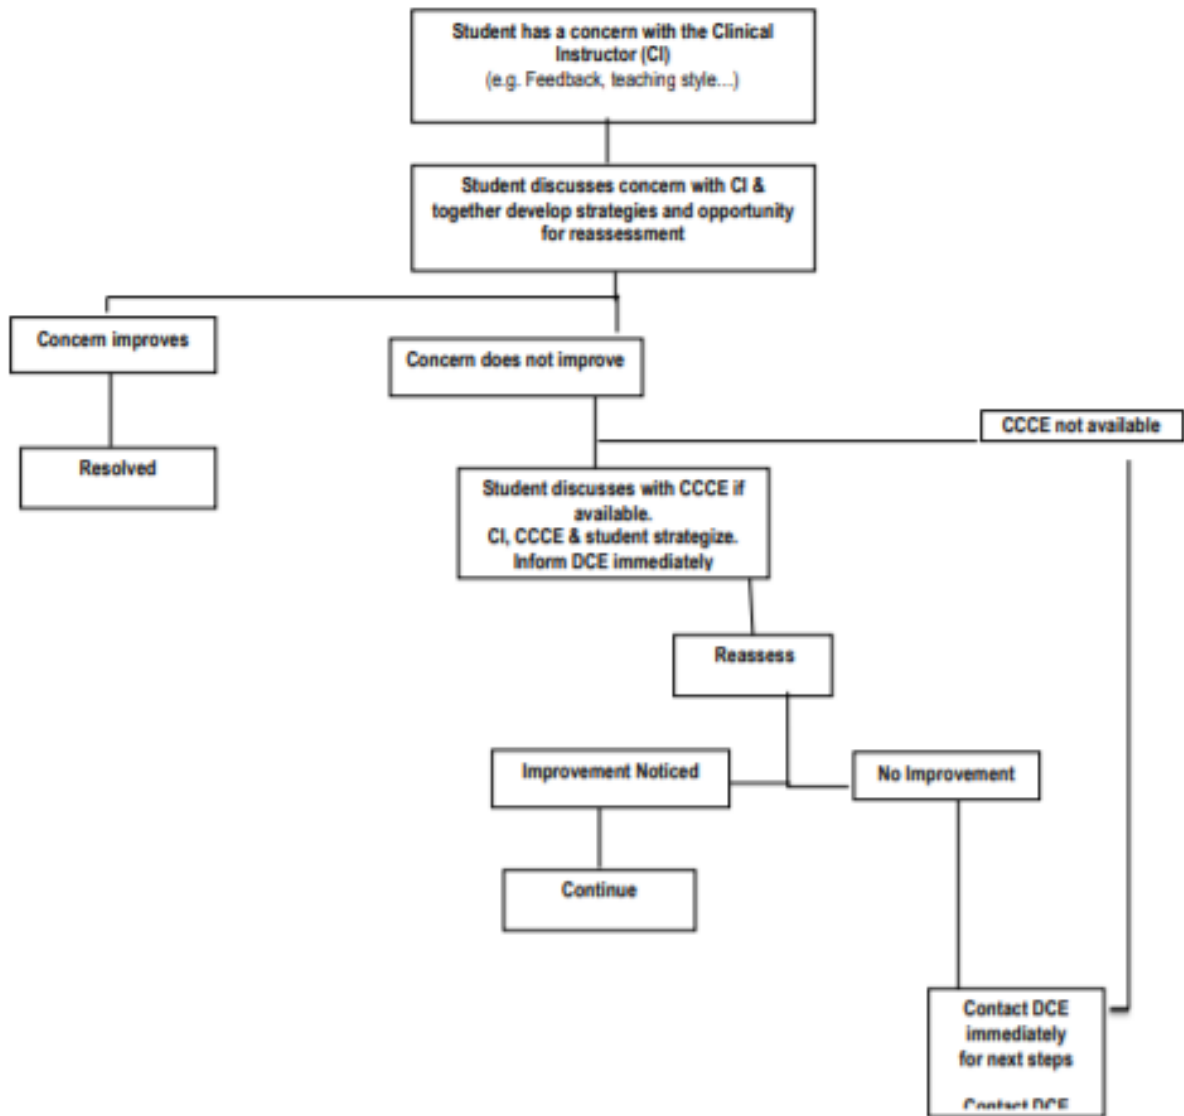 Student has a concern with the Clinical
Instructor (CI)
(e.g. Feedback, teaching style…)
Student discusses concern with CI &
together develop strategies and opportunity
for reassessment
Concern improves
Concern does not improve
CCCE not available
Resolved
Student discusses with CCCE if
available.
CI, CCCE & student strategize.
Inform DCE immediately
Reassess
Improvement Noticed
No Improvement
Continue
Contact DCE
immediately
for next steps
Contact DCE